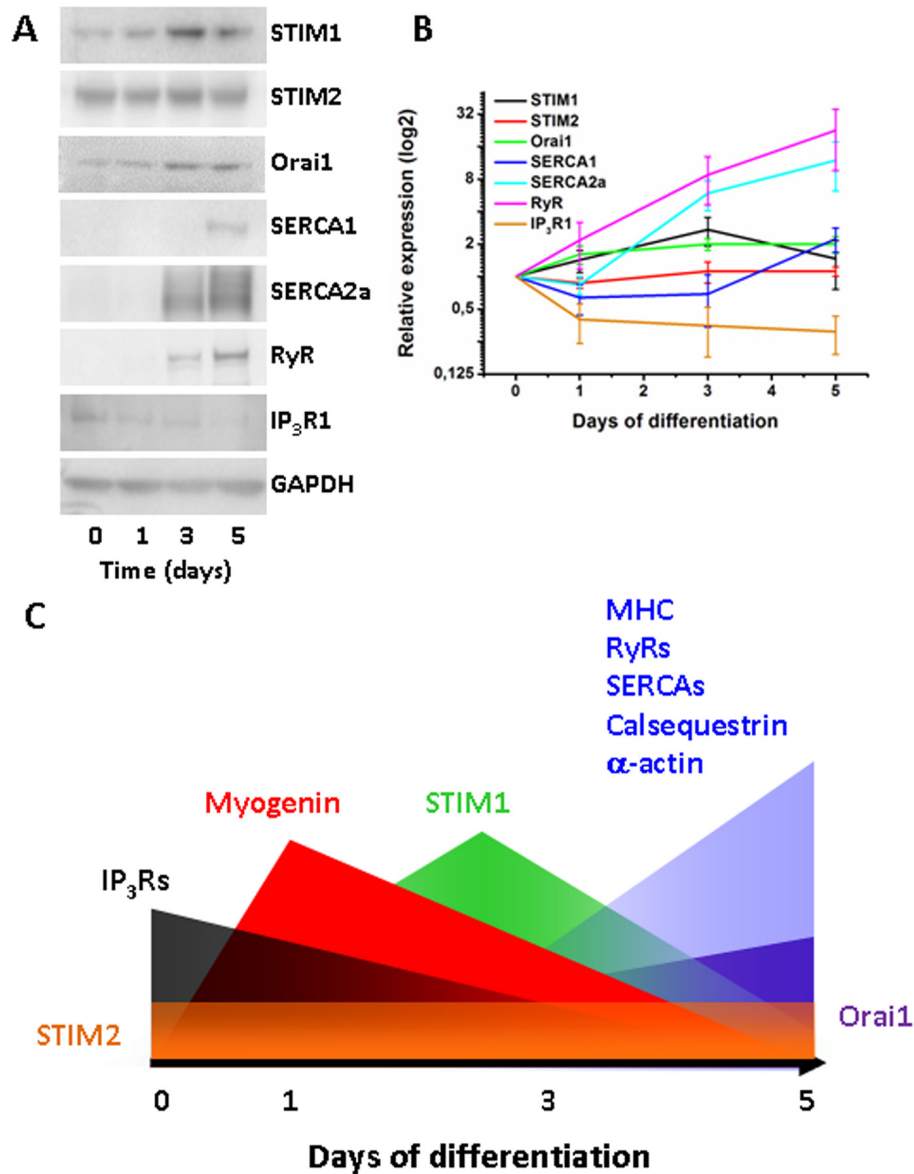 A
STIM1
STIM2
Orai1
SERCA1
SERCA2a
RyR
IP₃R1
GAPDH
0 1 3 5
Time (days)
B
Relative expression (log2)
32
8
2
0,5
0,125
STIM1
STIM2
Orai1
SERCA1
SERCA2a
RyR
IP₃R1
0 1 2 3 4 5
Days of differentiation
C
MHC
RyRs
SERCAs
Calsequestrin
α-actin
Myogenin
STIM1
IP₃Rs
STIM2
Orai1
0 1 3 5
Days of differentiation